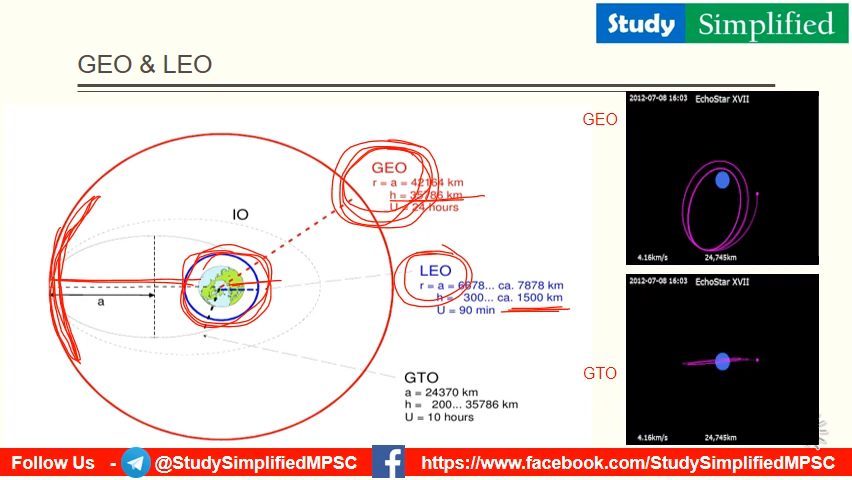 Study Simplified
GEO & LEO
GEO
2012-07-08 16:03 EchoStar XVII
4.16km/s 24,745km
GEO
r = a = 42164 km
h = 35786 km
U = 24 hours
IO
LEO
r = a = 6678... ca. 7878 km
h = 300... ca. 1500 km
U = 90 min
a
GTO
a = 24370 km
h = 200... 35786 km
U = 10 hours
GTO
2012-07-08 16:03 EchoStar XVII
4.16km/s 24,745km
Follow Us - @StudySimplifiedMPSC f https://www.facebook.com/StudySimplifiedMPSC